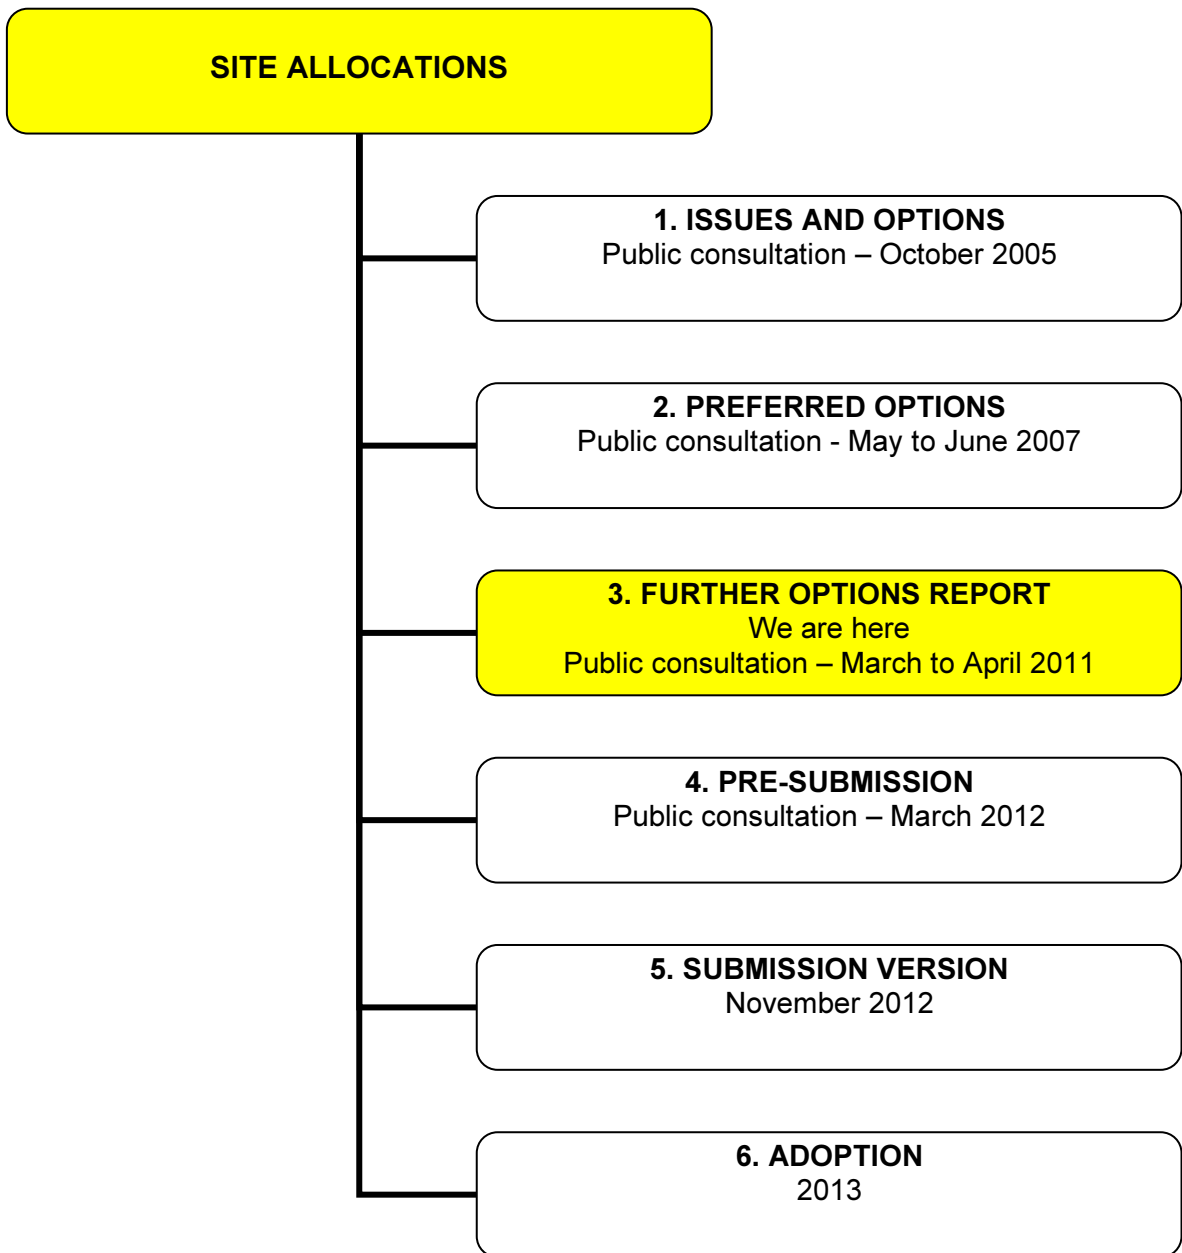 SITE ALLOCATIONS
1. ISSUES AND OPTIONS
Public consultation – October 2005
2. PREFERRED OPTIONS
Public consultation - May to June 2007
3. FURTHER OPTIONS REPORT
We are here
Public consultation – March to April 2011
4. PRE-SUBMISSION
Public consultation – March 2012
5. SUBMISSION VERSION
November 2012
6. ADOPTION
2013